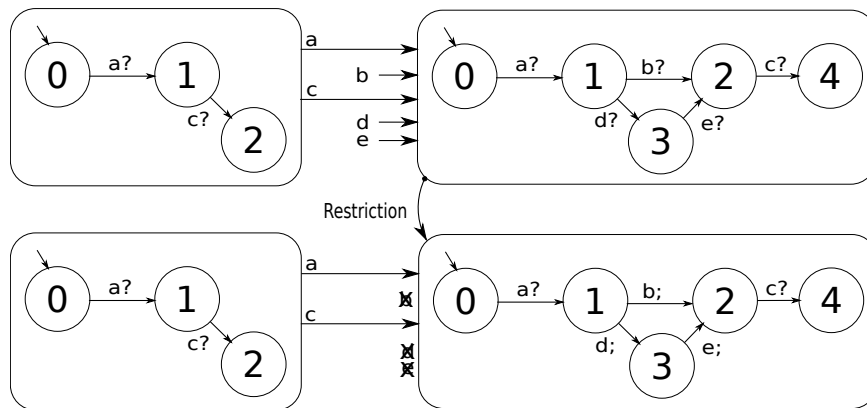 a
0 a? 1
b
0 a? 1 b? 2 c? 4
c? 2
c
d
e
d? 3 e?
Restriction
a
0 a? 1
b
0 a? 1 b; 2 c? 4
c? 2
c
d
e
d; 3 e;